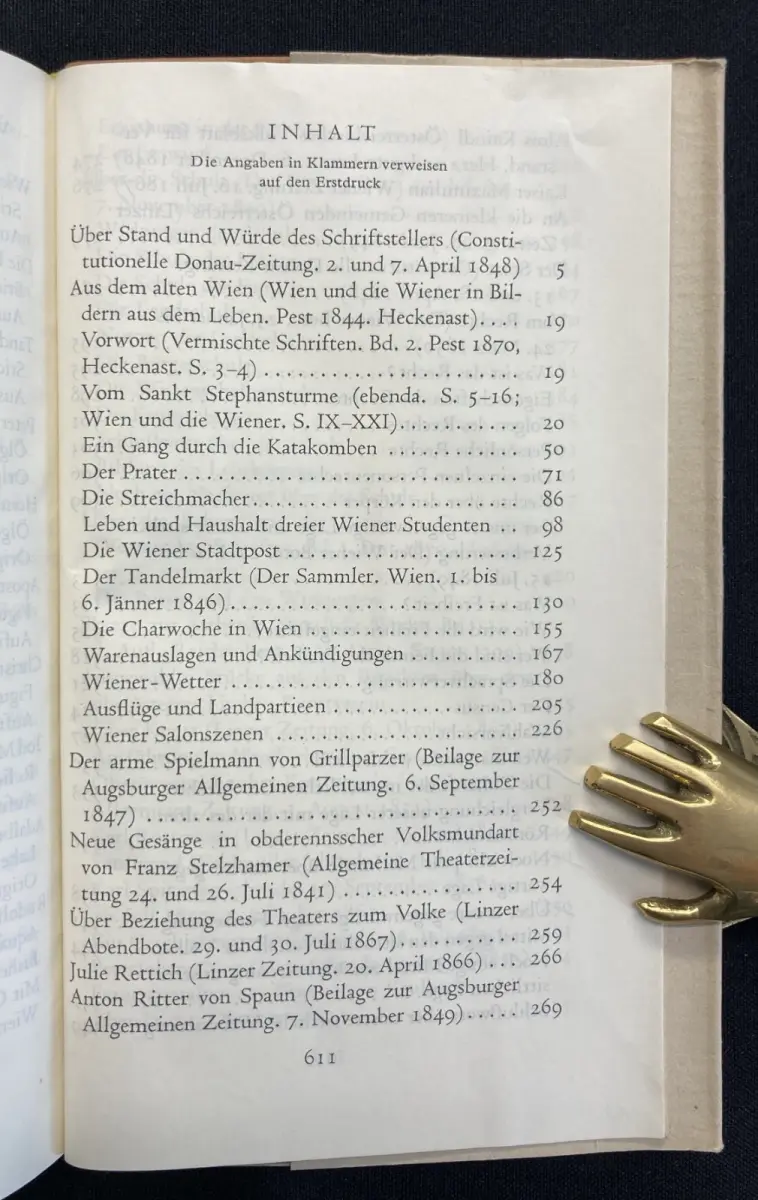 INHALT
Die Angaben in Klammern verweisen
auf den Erstdruck
Über Stand und Würde des Schriftstellers (Consti-
tutionelle Donau-Zeitung. 2. und 7. April 1848) 5
Aus dem alten Wien (Wien und die Wiener in Bil-
dern aus dem Leben. Pest 1844. Heckenast).... 19
Vorwort (Vermischte Schriften. Bd. 2. Pest 1870,
Heckenast. S. 3–4) ........................ 19
Vom Sankt Stephansturme (ebenda. S. 5–16;
Wien und die Wiener. S. IX–XXI)........... 20
Ein Gang durch die Katakomben ............ 50
Der Prater ............................... 71
Die Streichmacher......................... 86
Leben und Haushalt dreier Wiener Studenten .. 98
Die Wiener Stadtpost ..................... 125
Der Tandelmarkt (Der Sammler. Wien. 1. bis
6. Jänner 1846)........................... 130
Die Charwoche in Wien .................... 155
Warenauslagen und Ankündigungen .......... 167
Wiener-Wetter ............................ 180
Ausflüge und Landpartieen ................ 205
Wiener Salonszenen ....................... 226
Der arme Spielmann von Grillparzer (Beilage zur
Augsburger Allgemeinen Zeitung. 6. September
1847) .................................... 252
Neue Gesänge in obderennsscher Volksmundart
von Franz Stelzhamer (Allgemeine Theaterzei-
tung 24. und 26. Juli 1841) ................ 254
Über Beziehung des Theaters zum Volke (Linzer
Abendbote. 29. und 30. Juli 1867)........... 259
Julie Rettich (Linzer Zeitung. 20. April 1866) ... 266
Anton Ritter von Spaun (Beilage zur Augsburger
Allgemeinen Zeitung. 7. November 1849)..... 269
611